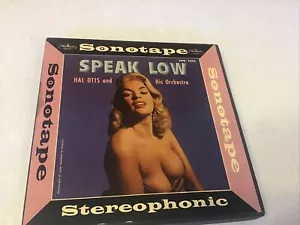 Sonotape
SPEAK LOW
HAL OTIS and His Orchestra
Sonotape
Sonotape
Stereophonic